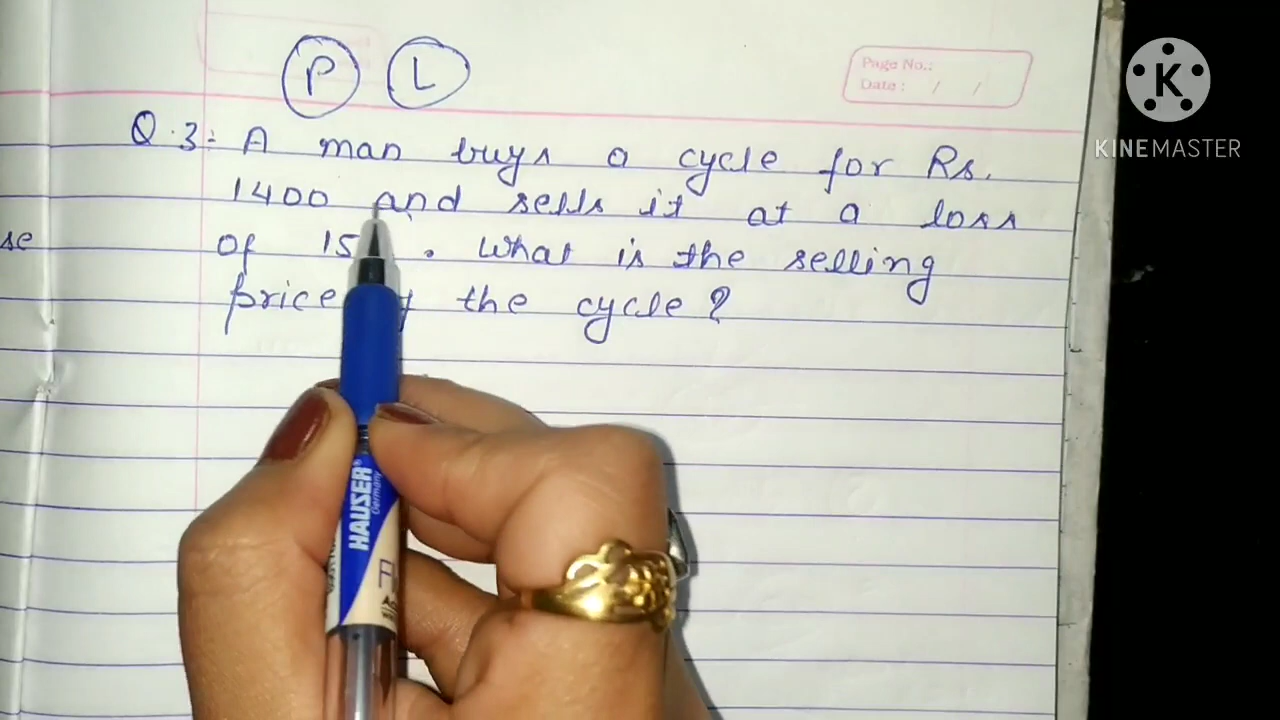 P L
Page No.:
Date : / /
K
KINEMASTER
Q.3: A man buys a cycle for Rs.
1400 and sells it at a loss
of 15 . What is the selling
price the cycle ?
se
HAUSER
Germany